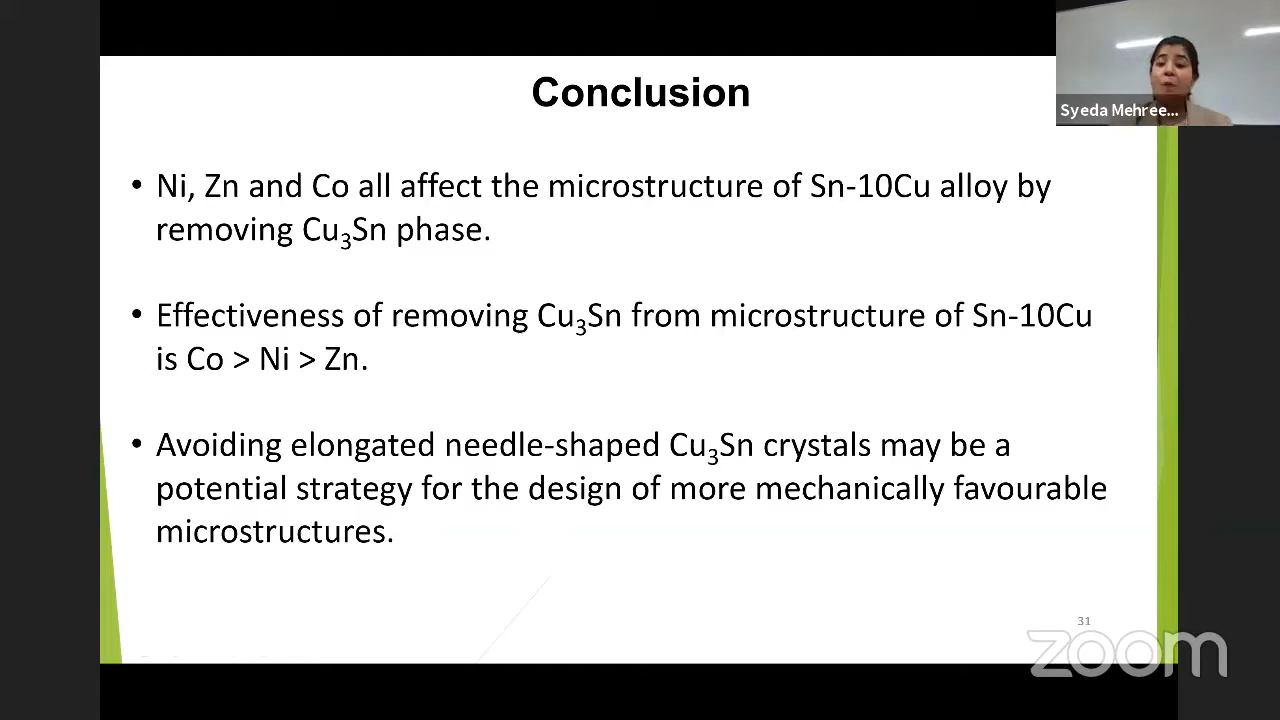 Conclusion
Syeda Mehree...
• Ni, Zn and Co all affect the microstructure of Sn-10Cu alloy by
removing Cu₃Sn phase.
• Effectiveness of removing Cu₃Sn from microstructure of Sn-10Cu
is Co > Ni > Zn.
• Avoiding elongated needle-shaped Cu₃Sn crystals may be a
potential strategy for the design of more mechanically favourable
microstructures.
31
zoom